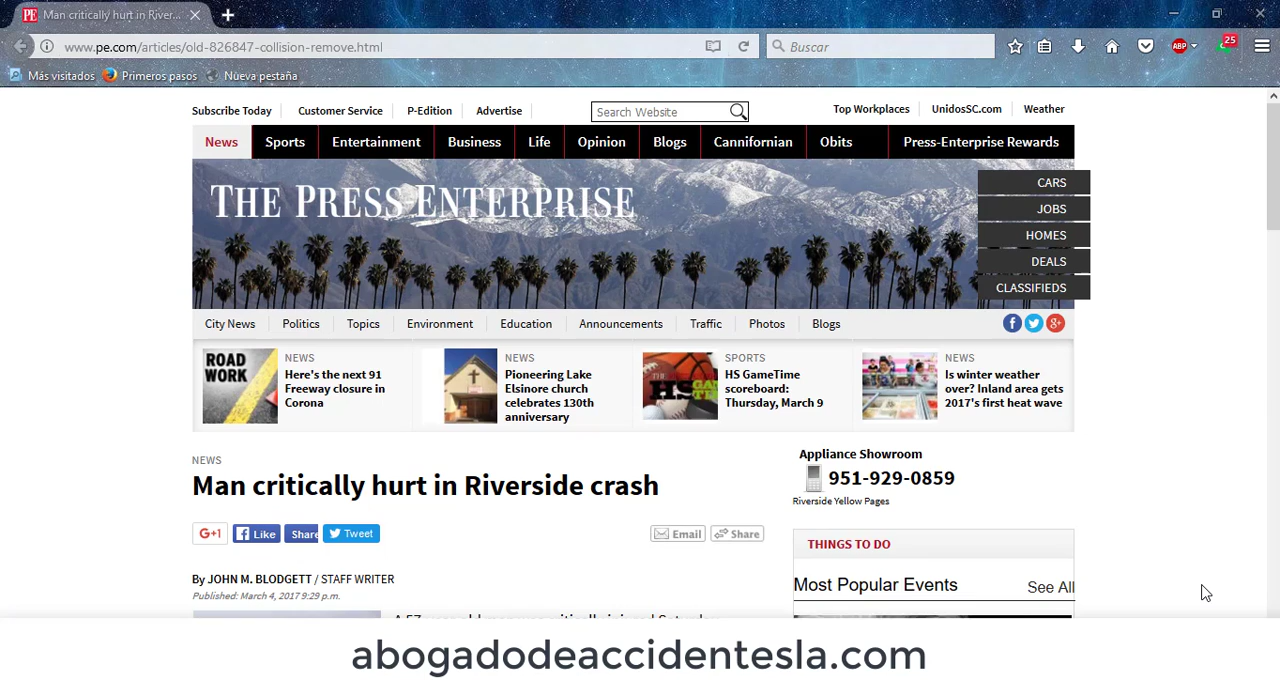 Man critically hurt in River...
www.pe.com/articles/old-826847-collision-remove.html
Buscar
ABP
25
Más visitados
Primeros pasos
Nueva pestaña
Subscribe Today
Customer Service
P-Edition
Advertise
Search Website
Top Workplaces
UnidosSC.com
Weather
News
Sports
Entertainment
Business
Life
Opinion
Blogs
Cannifornian
Obits
Press-Enterprise Rewards
THE PRESS ENTERPRISE
CARS
JOBS
HOMES
DEALS
CLASSIFIEDS
City News
Politics
Topics
Environment
Education
Announcements
Traffic
Photos
Blogs
ROAD
WORK
NEWS
Here's the next 91
Freeway closure in
Corona
NEWS
Pioneering Lake
Elsinore church
celebrates 130th
anniversary
SPORTS
HS GameTime
scoreboard:
Thursday, March 9
NEWS
Is winter weather
over? Inland area gets
2017's first heat wave
NEWS
Man critically hurt in Riverside crash
G+1
Like
Share
Tweet
Email
Share
Appliance Showroom
951-929-0859
Riverside Yellow Pages
THINGS TO DO
Most Popular Events
See All
By JOHN M. BLODGETT / STAFF WRITER
Published: March 4, 2017 9:29 p.m.
abogadodeaccidentesla.com